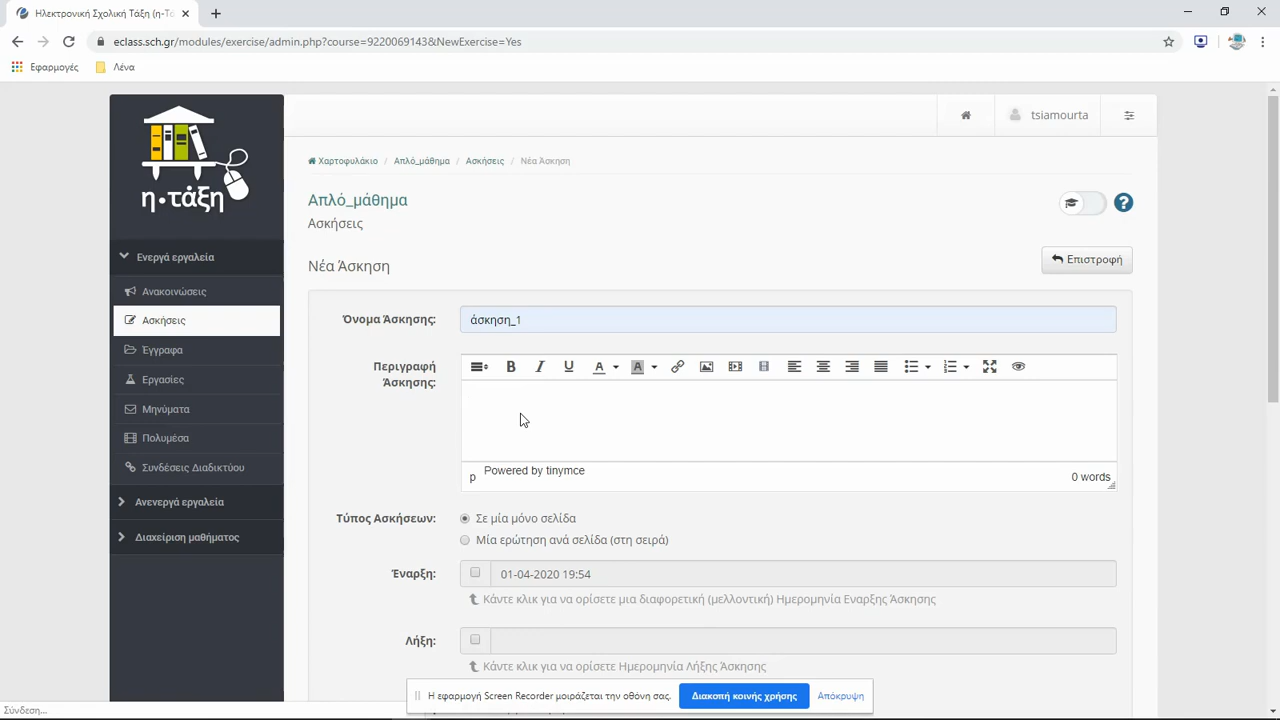 Ηλεκτρονική Σχολική Τάξη (η-Τά
eclass.sch.gr/modules/exercise/admin.php?course=9220069143&NewExercise=Yes
Εφαρμογές Λένα
η·τάξη
tsiamourta
Χαρτοφυλάκιο / Απλό_μάθημα / Ασκήσεις / Νέα Άσκηση
Απλό_μάθημα
Ασκήσεις
Νέα Άσκηση
Επιστροφή
Ενεργά εργαλεία
Ανακοινώσεις
Ασκήσεις
Έγγραφα
Εργασίες
Μηνύματα
Πολυμέσα
Συνδέσεις Διαδικτύου
Ανενεργά εργαλεία
Διαχείριση μαθήματος
Όνομα Άσκησης: άσκηση_1
Περιγραφή
Άσκησης:
B I U A A
p Powered by tinymce 0 words
Τύπος Ασκήσεων: Σε μία μόνο σελίδα
Μία ερώτηση ανά σελίδα (στη σειρά)
Έναρξη: 01-04-2020 19:54
Κάντε κλικ για να ορίσετε μια διαφορετική (μελλοντική) Ημερομηνία Εναρξης Άσκησης
Λήξη:
Κάντε κλικ για να ορίσετε Ημερομηνία Λήξης Άσκησης
Η εφαρμογή Screen Recorder μοιράζεται την οθόνη σας. Διακοπή κοινής χρήσης Απόκρυψη
Σύνδεση...